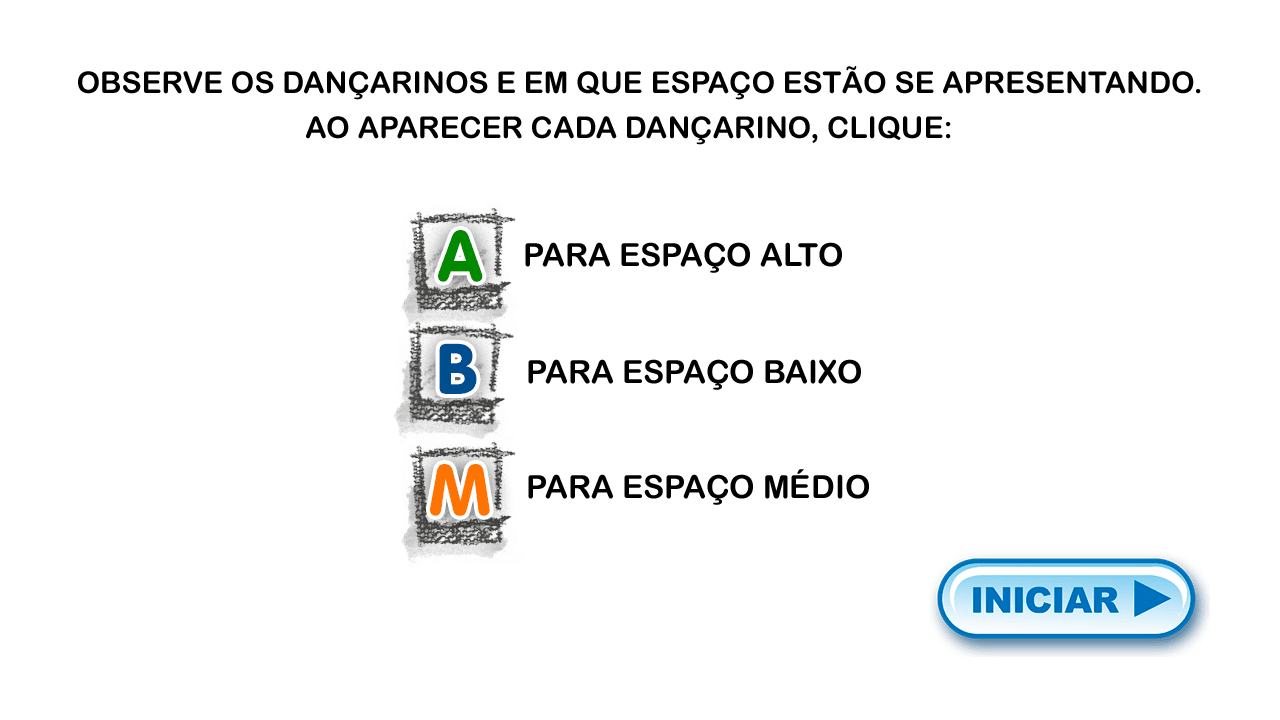 OBSERVE OS DANÇARINOS E EM QUE ESPAÇO ESTÃO SE APRESENTANDO.
AO APARECER CADA DANÇARINO, CLIQUE:
A PARA ESPAÇO ALTO
B PARA ESPAÇO BAIXO
M PARA ESPAÇO MÉDIO
INICIAR